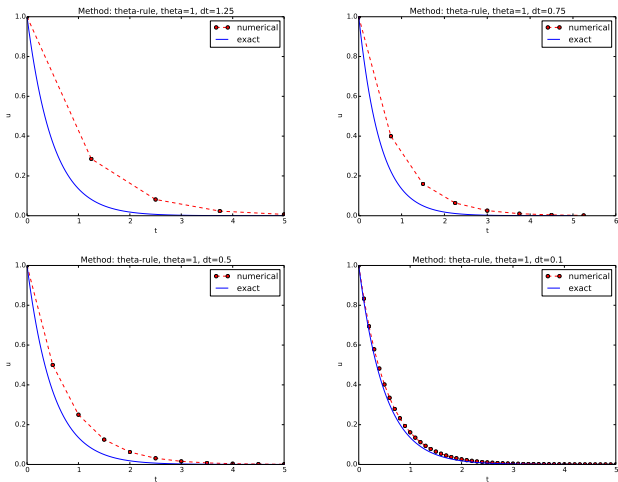 Method: theta-rule, theta=1, dt=1.25
numerical
exact
1.0
0.8
0.6
u
0.4
0.2
0.0
0 1 2 3 4 5
t
Method: theta-rule, theta=1, dt=0.75
numerical
exact
1.0
0.8
0.6
u
0.4
0.2
0.0
0 1 2 3 4 5 6
t
Method: theta-rule, theta=1, dt=0.5
numerical
exact
1.0
0.8
0.6
u
0.4
0.2
0.0
0 1 2 3 4 5
t
Method: theta-rule, theta=1, dt=0.1
numerical
exact
1.0
0.8
0.6
u
0.4
0.2
0.0
0 1 2 3 4 5
t